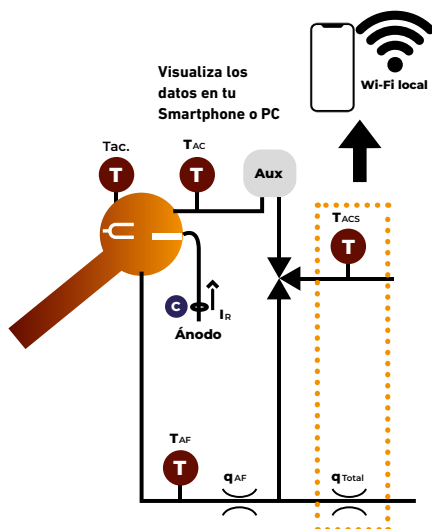 Visualiza los
datos en tu
Smartphone o PC
Wi-Fi local
Tac.
TAC
T
T
Aux
TACS
T
C
IR
Ánodo
TAF
T
qAF
qTotal